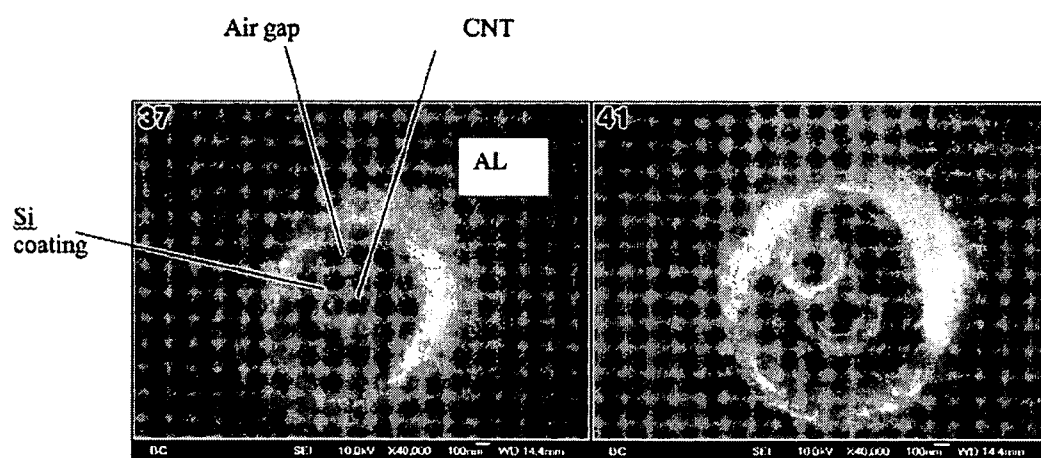 Air gap
CNT
37
41
AL
Si
coating
BC SEI 10.0kV X40,000 100nm WD 14.4mm
BC SEI 10.0kV X40,000 100nm WD 14.4mm